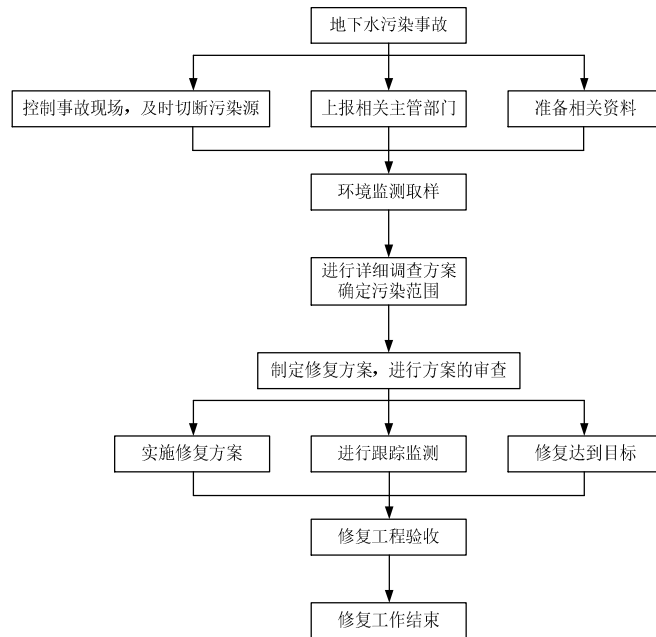 地下水污染事故
控制事故现场，及时切断污染源
上报相关主管部门
准备相关资料
环境监测取样
进行详细调查方案
确定污染范围
制定修复方案，进行方案的审查
实施修复方案
进行跟踪监测
修复达到目标
修复工程验收
修复工作结束